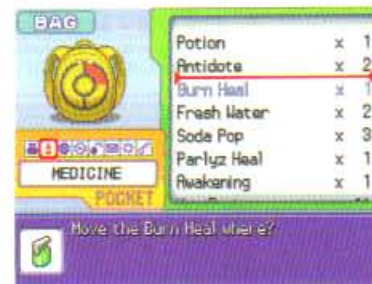 BAG
Potion x 1
Antidote x 2
Burn Heal x 1
Fresh Water x 2
Soda Pop x 3
Parlyz Heal x 1
Awakening x 1
MEDICINE
POCKET
Move the Burn Heal where?